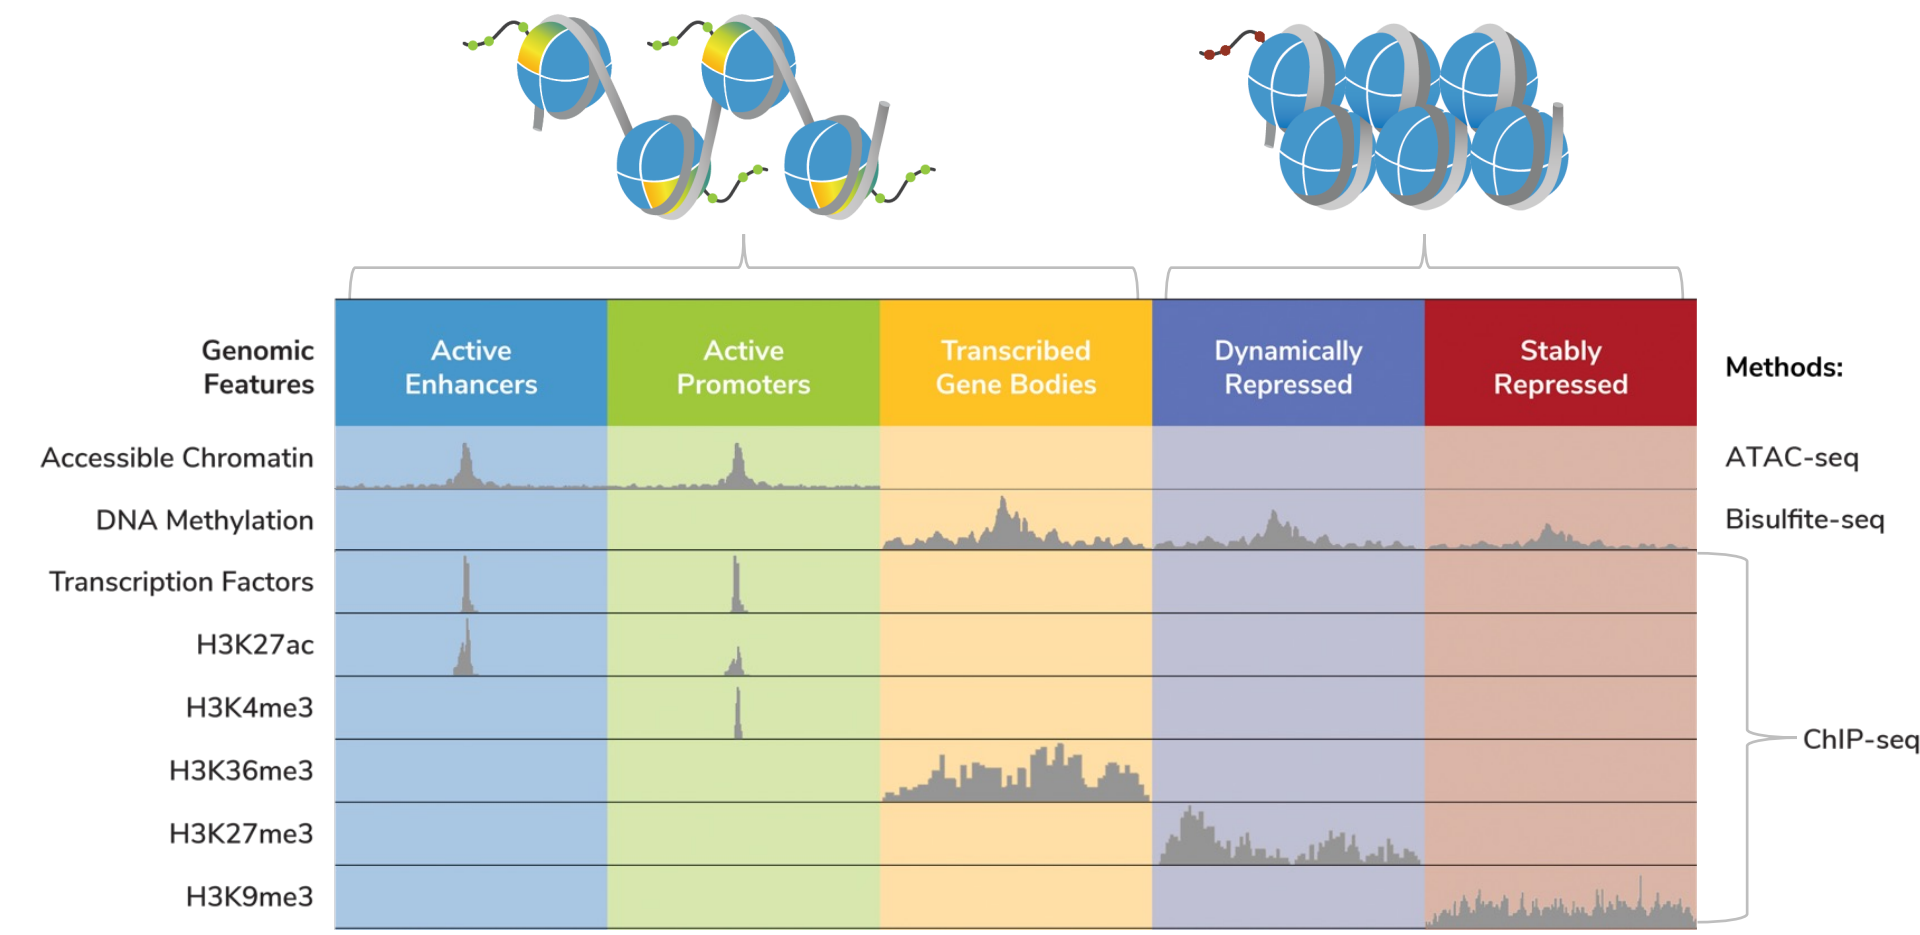 Genomic
Features
Active
Enhancers
Active
Promoters
Transcribed
Gene Bodies
Dynamically
Repressed
Stably
Repressed
Methods:
Accessible Chromatin
ATAC-seq
DNA Methylation
Bisulfite-seq
Transcription Factors
H3K27ac
H3K4me3
H3K36me3
ChIP-seq
H3K27me3
H3K9me3